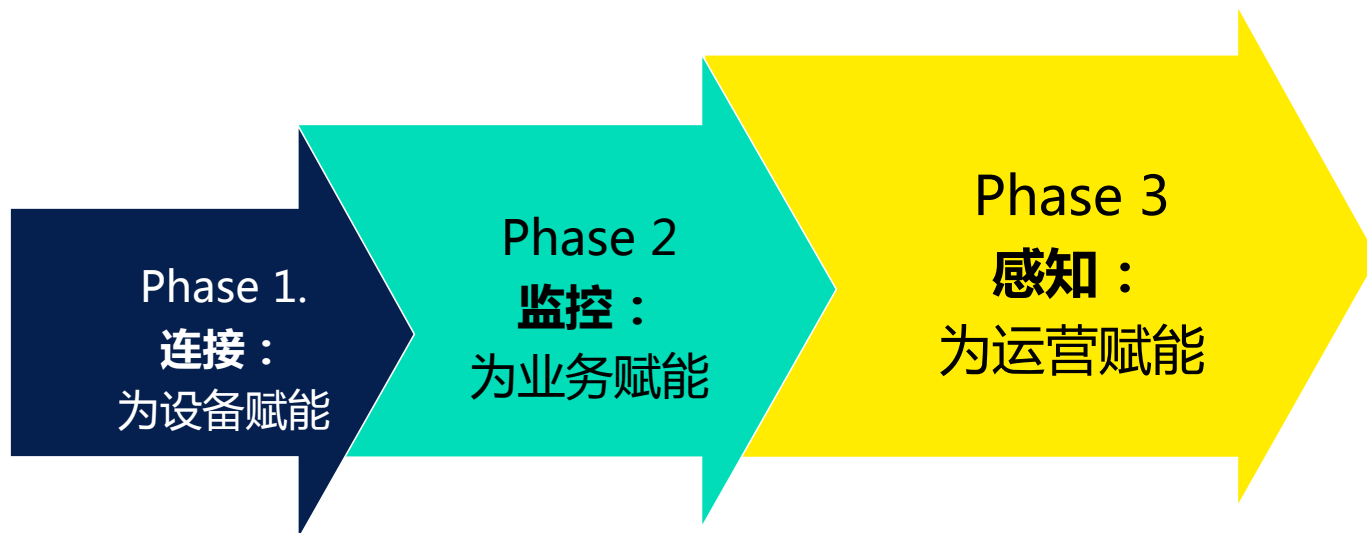 Phase 1.
连接：
为设备赋能
Phase 2
监控：
为业务赋能
Phase 3
感知：
为运营赋能